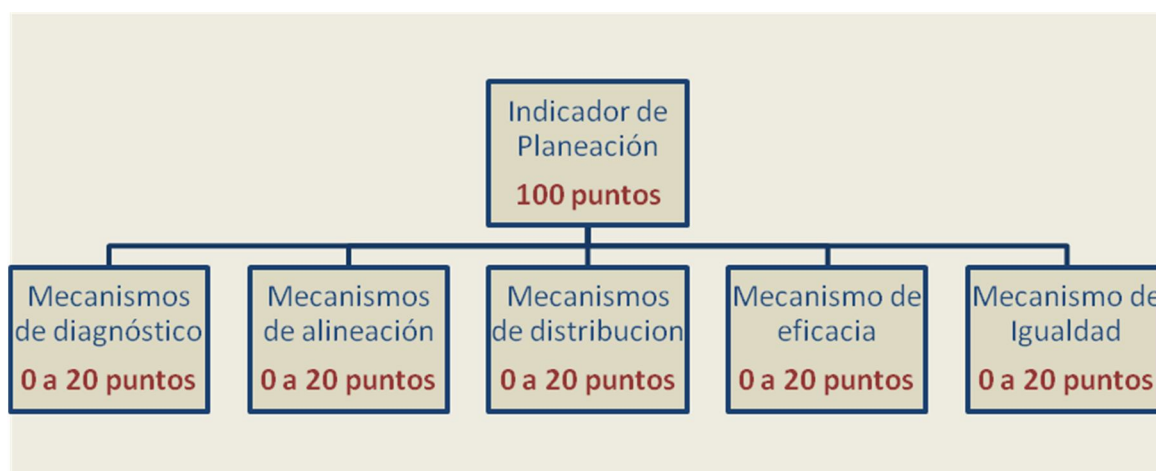 Indicador de
Planeación
100 puntos
Mecanismos
de diagnóstico
0 a 20 puntos
Mecanismos
de alineación
0 a 20 puntos
Mecanismos
de distribucion
0 a 20 puntos
Mecanismo de
eficacia
0 a 20 puntos
Mecanismo de
Igualdad
0 a 20 puntos